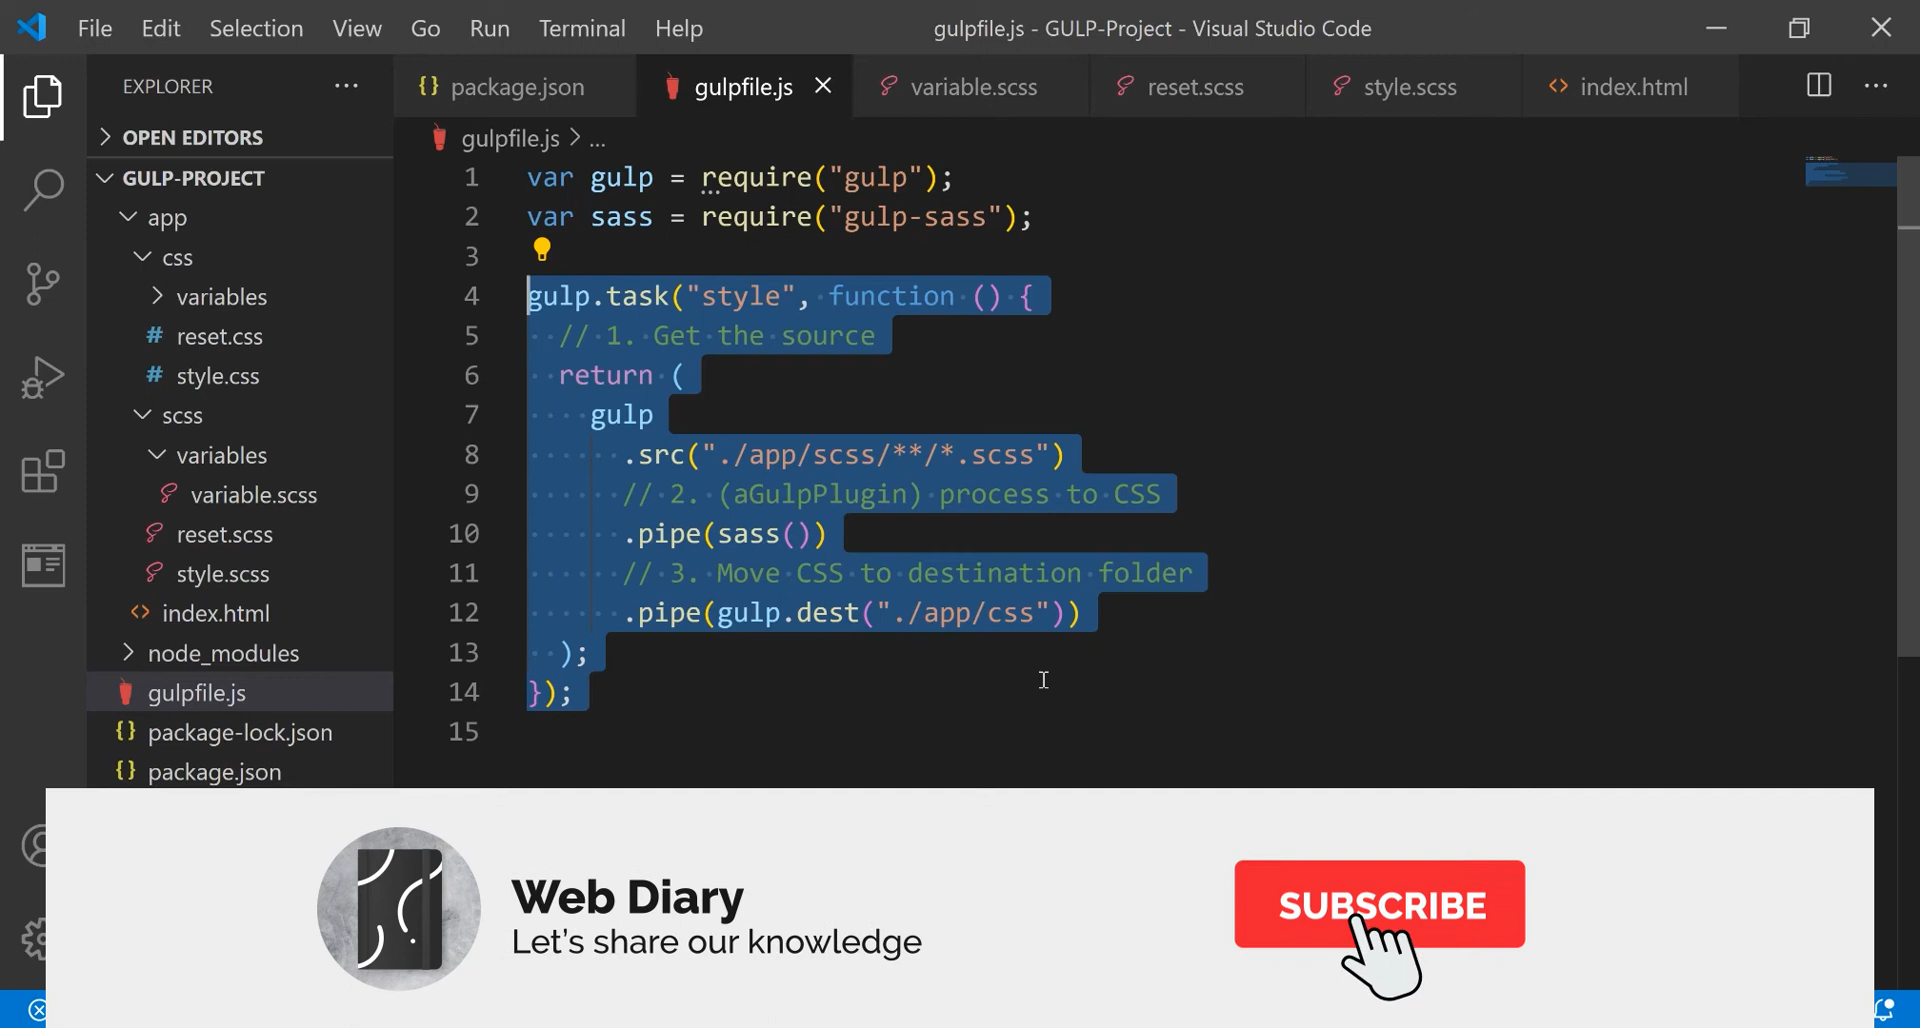 File Edit Selection View Go Run Terminal Help gulpfile.js - GULP-Project - Visual Studio Code
EXPLORER
OPEN EDITORS
GULP-PROJECT
app
css
variables
# reset.css
# style.css
scss
variables
variable.scss
reset.scss
style.scss
<> index.html
node_modules
gulpfile.js
{} package-lock.json
{} package.json
{} package.json gulpfile.js variable.scss reset.scss style.scss <> index.html
gulpfile.js > ...
1 var gulp = require("gulp");
2 var sass = require("gulp-sass");
3
4 gulp.task("style", function () {
5 // 1. Get the source
6 return (
7 gulp
8 .src("./app/scss/**/*.scss")
9 // 2. (aGulpPlugin) process to CSS
10 .pipe(sass())
11 // 3. Move CSS to destination folder
12 .pipe(gulp.dest("./app/css"))
13 );
14 });
15
Web Diary
Let's share our knowledge
SUBSCRIBE